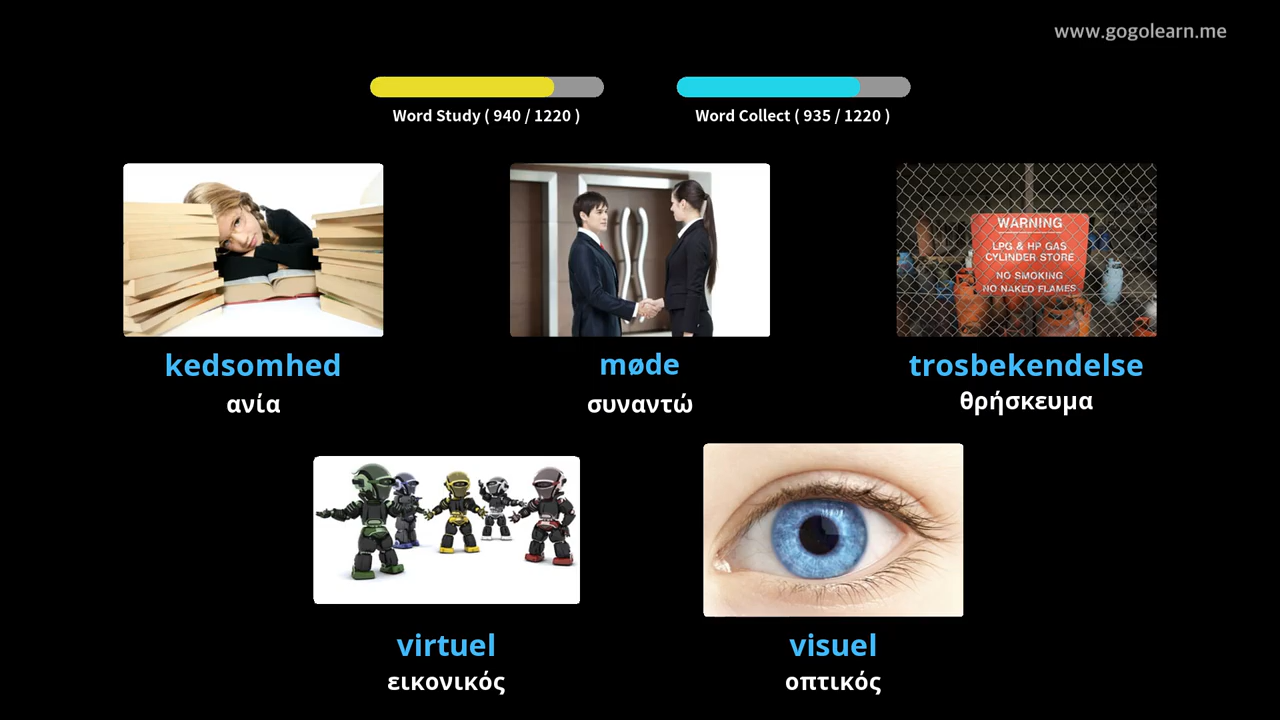 www.gogolearn.me
Word Study ( 940 / 1220 )
Word Collect ( 935 / 1220 )
WARNING
LPG & HP GAS
CYLINDER STORE
NO SMOKING
NO NAKED FLAMES
kedsomhed
ανία
møde
συναντώ
trosbekendelse
θρήσκευμα
virtuel
εικονικός
visuel
οπτικός